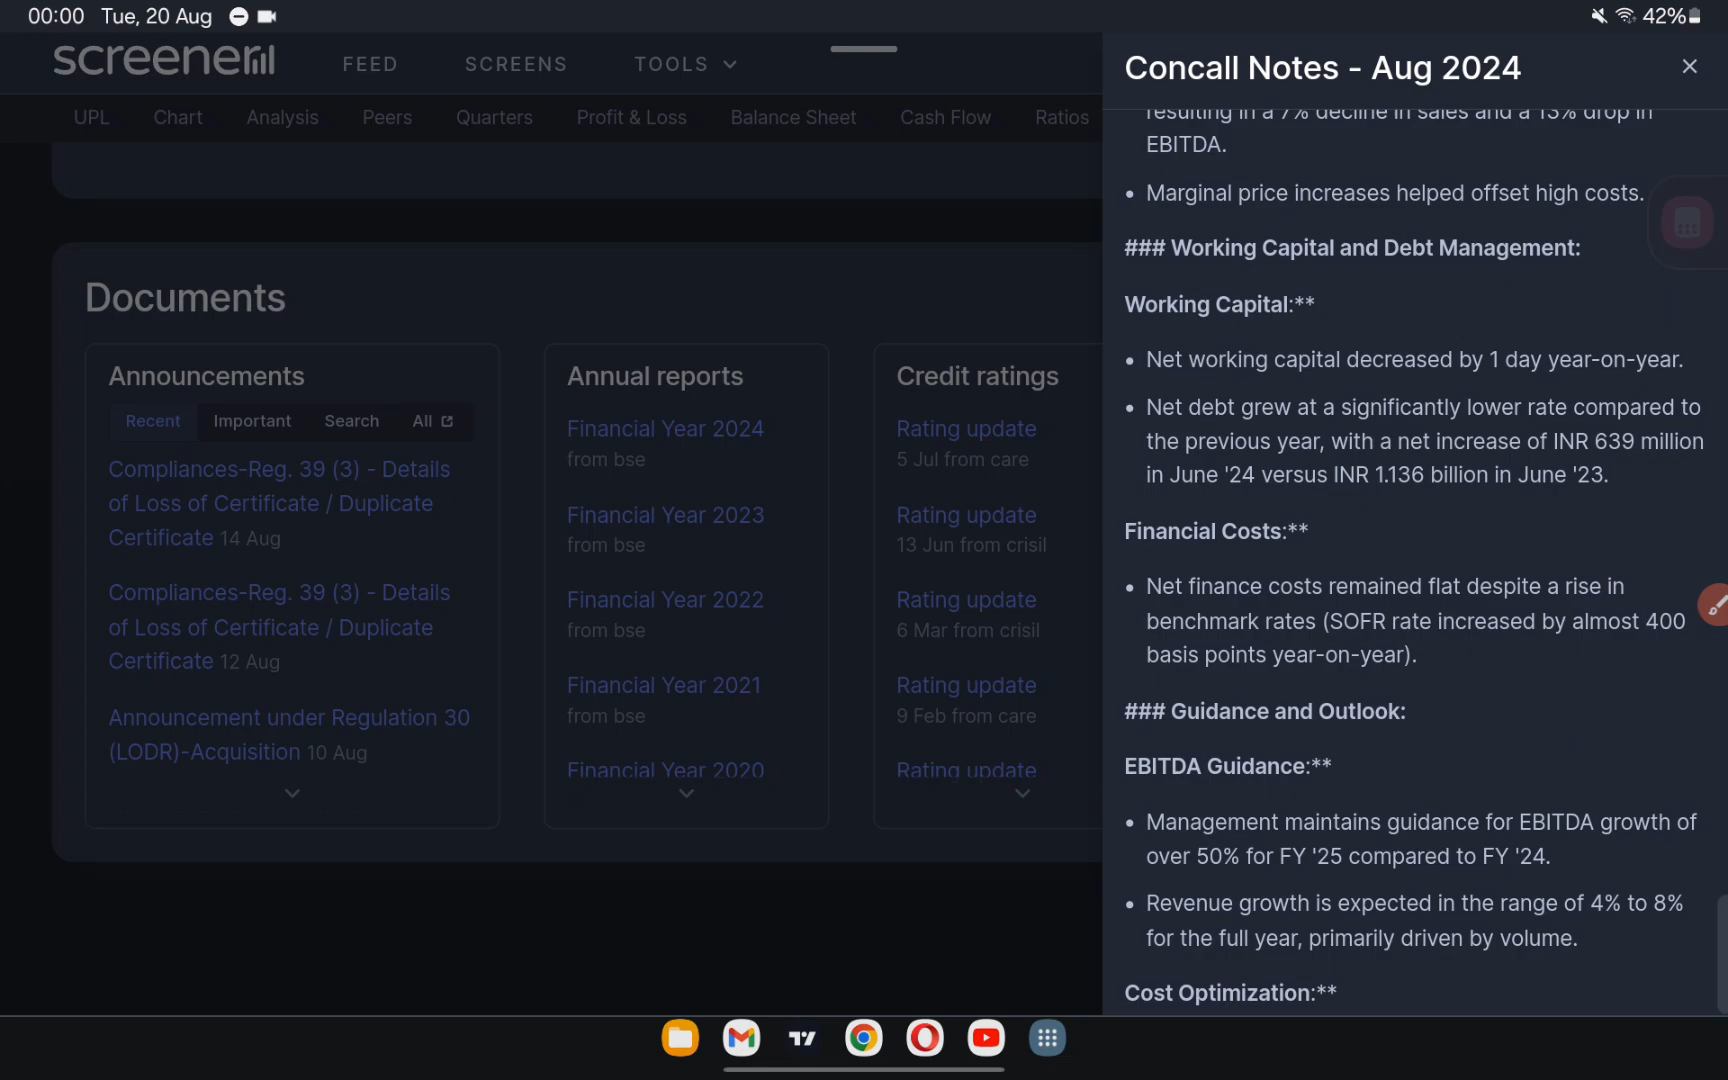 00:00 Tue, 20 Aug
42%
screener
FEED SCREENS TOOLS
UPL Chart Analysis Peers Quarters Profit & Loss Balance Sheet Cash Flow Ratios
Documents
Announcements
Recent Important Search All
Compliances-Reg. 39 (3) - Details
of Loss of Certificate / Duplicate
Certificate 14 Aug
Compliances-Reg. 39 (3) - Details
of Loss of Certificate / Duplicate
Certificate 12 Aug
Announcement under Regulation 30
(LODR)-Acquisition 10 Aug
Annual reports
Financial Year 2024
from bse
Financial Year 2023
from bse
Financial Year 2022
from bse
Financial Year 2021
from bse
Financial Year 2020
Credit ratings
Rating update
5 Jul from care
Rating update
13 Jun from crisil
Rating update
6 Mar from crisil
Rating update
9 Feb from care
Rating update
Concall Notes - Aug 2024
resulting in a 7% decline in sales and a 13% drop in
EBITDA.
• Marginal price increases helped offset high costs.
### Working Capital and Debt Management:
Working Capital:**
• Net working capital decreased by 1 day year-on-year.
• Net debt grew at a significantly lower rate compared to
the previous year, with a net increase of INR 639 million
in June '24 versus INR 1.136 billion in June '23.
Financial Costs:**
• Net finance costs remained flat despite a rise in
benchmark rates (SOFR rate increased by almost 400
basis points year-on-year).
### Guidance and Outlook:
EBITDA Guidance:**
• Management maintains guidance for EBITDA growth of
over 50% for FY '25 compared to FY '24.
• Revenue growth is expected in the range of 4% to 8%
for the full year, primarily driven by volume.
Cost Optimization:**